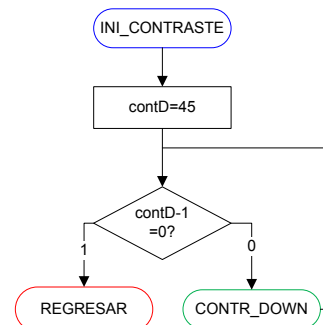 INI_CONTRASTE
contD=45
contD-1
=0?
1
0
REGRESAR
CONTR_DOWN